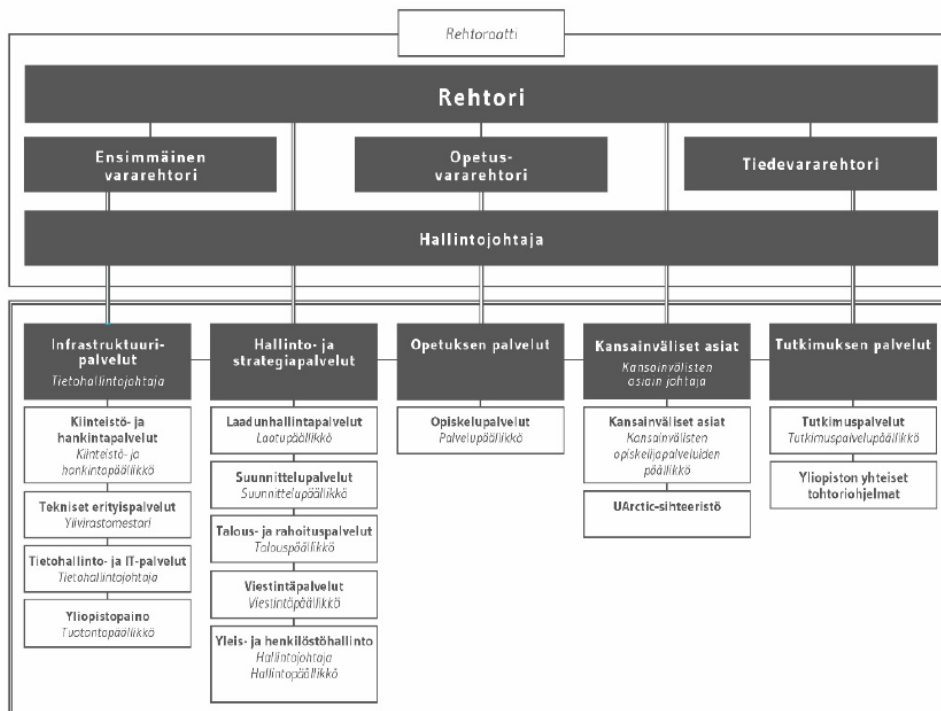 Rehtoraatti
Rehtori
Ensimmäinen
vararehtori
Opetus-
vararehtori
Tiedevararehtori
Hallintojohtaja
Infrastruktuuri-
palvelut
Tietohallintojohtaja
Kiinteistö- ja
hankintapalvelut
Kiinteistö- ja
hankintapäällikkö
Tekniset erityispalvelut
Ylivirastomestari
Tietohallinto- ja IT-palvelut
Tietohallintojohtaja
Yliopistopaino
Tuotantopäällikkö
Hallinto- ja
strategiapalvelut
Laadunhallintapalvelut
Laatupäällikkö
Suunnittelupalvelut
Suunnittelupäällikkö
Talous- ja rahoituspalvelut
Talouspäällikkö
Viestintäpalvelut
Viestintäpäällikkö
Yleis- ja henkilöstöhallinto
Hallintojohtaja
Hallintopäällikkö
Opetuksen palvelut
Opiskelupalvelut
Palvelupäällikkö
Kansainväliset asiat
Kansainvälisten
asiain johtaja
Kansainväliset asiat
Kansainvälisten
opiskelijapalveluiden
päällikkö
UArctic-sihteeristö
Tutkimuksen palvelut
Tutkimuspalvelut
Tutkimuspalvelupäällikkö
Yliopiston yhteiset
tohtoriohjelmat